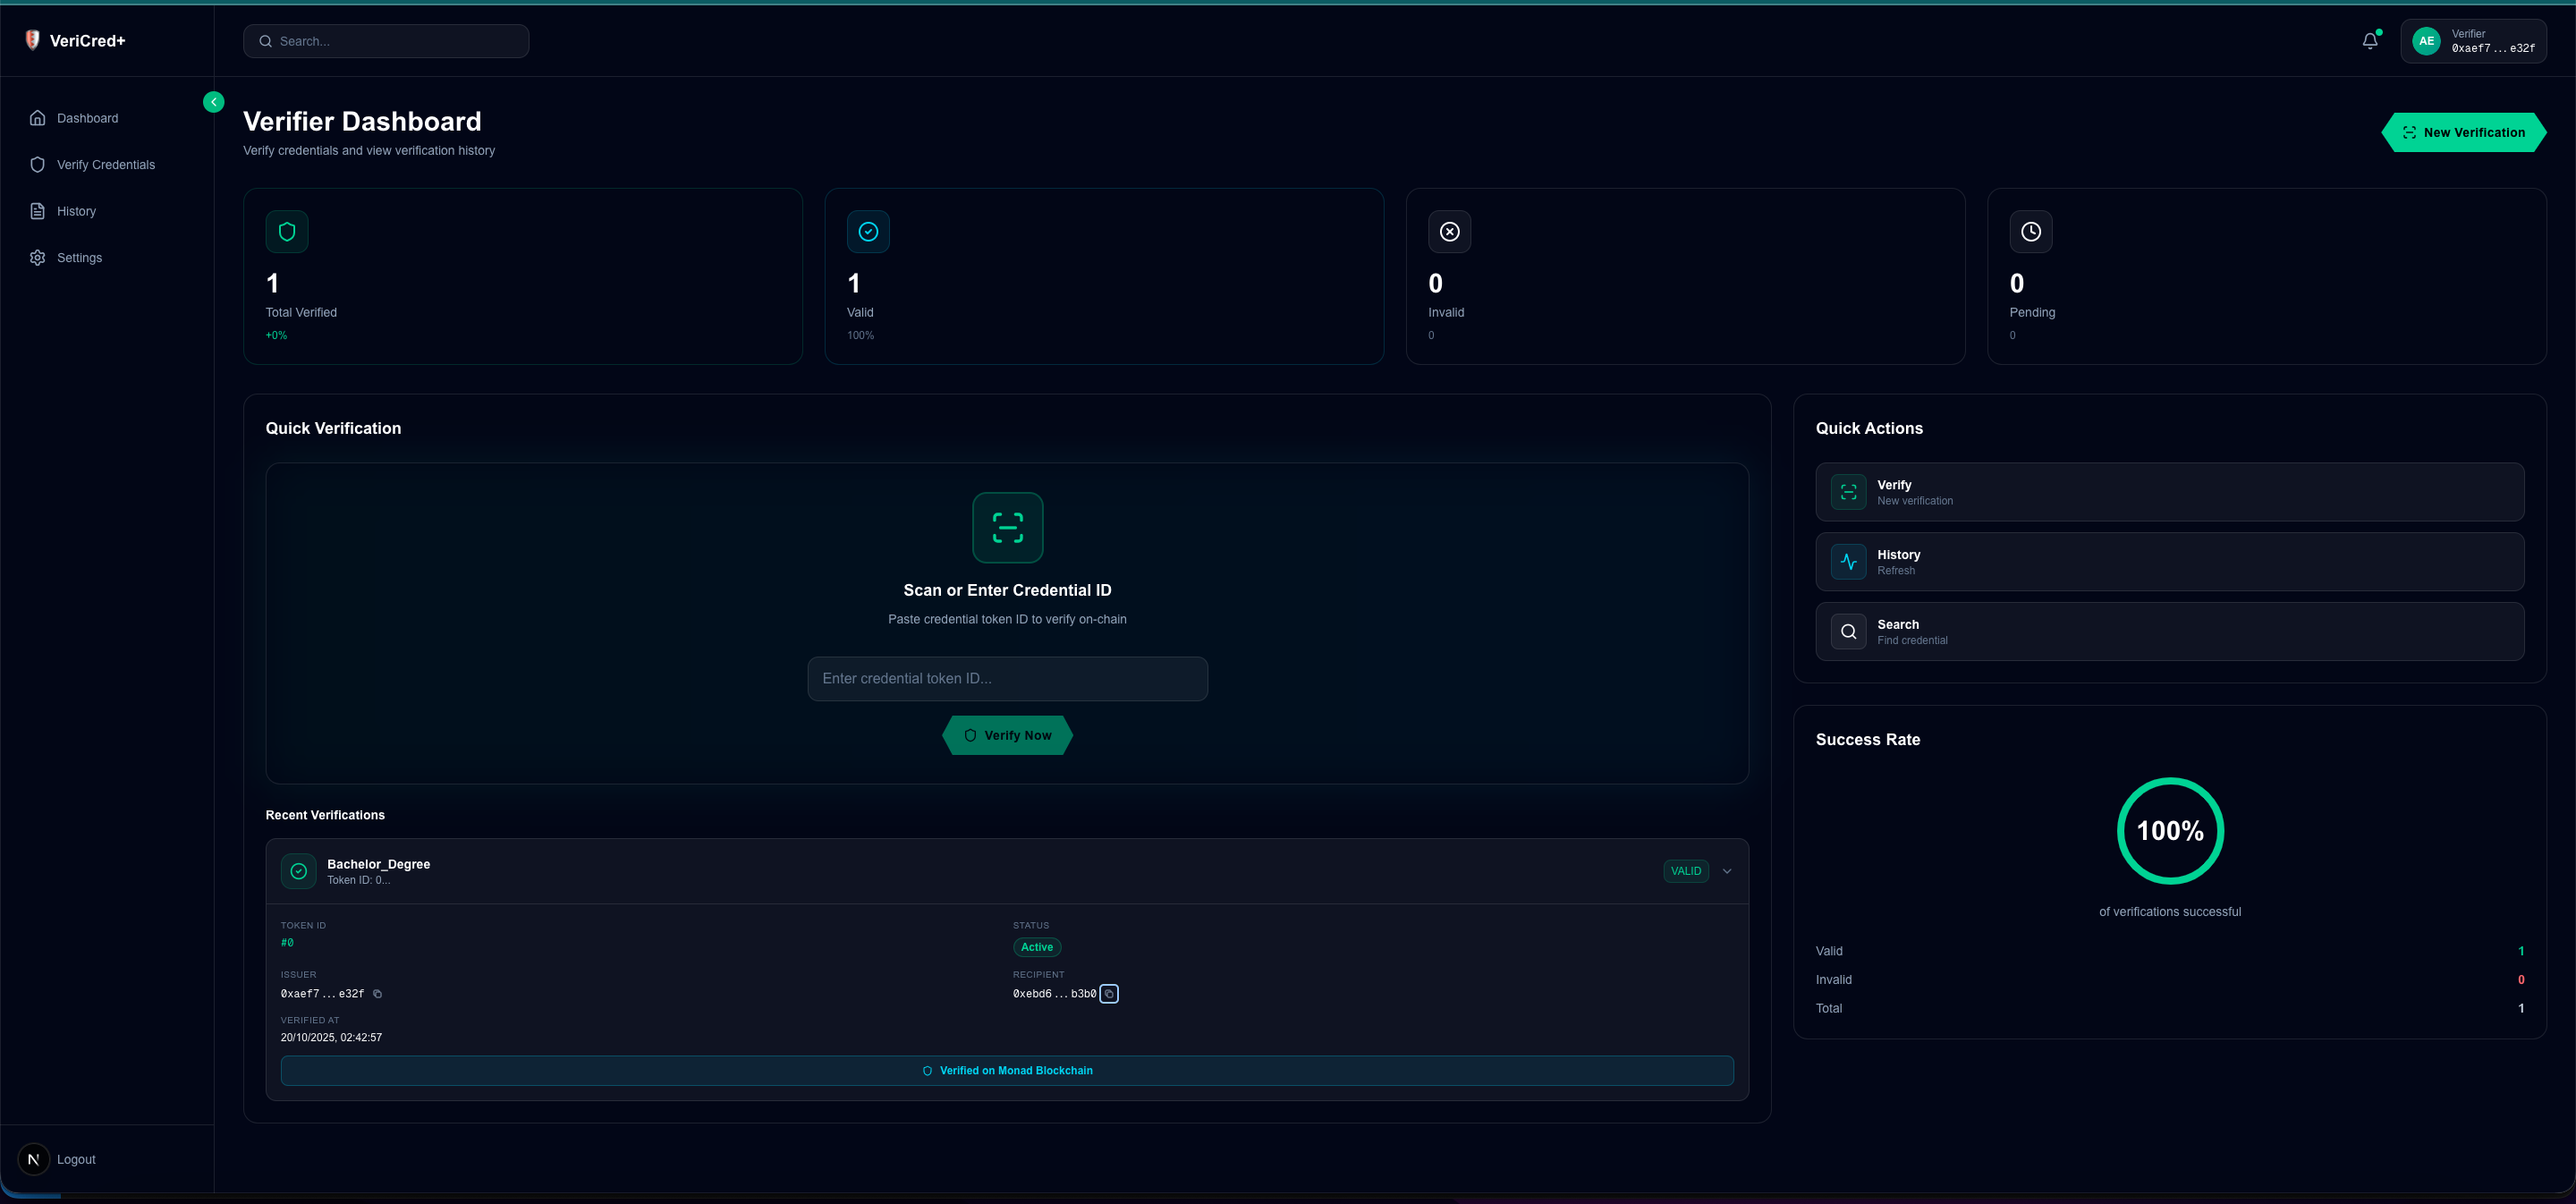 VeriCred+
Search...
AE
Verifier
0xaef7...e32f
Dashboard
Verify Credentials
History
Settings
Verifier Dashboard
Verify credentials and view verification history
New Verification
1
Total Verified
+0%
1
Valid
100%
0
Invalid
0
0
Pending
0
Quick Verification
Scan or Enter Credential ID
Paste credential token ID to verify on-chain
Enter credential token ID...
Verify Now
Recent Verifications
Bachelor_Degree
Token ID: 0...
VALID
TOKEN ID
#0
STATUS
Active
ISSUER
0xaef7...e32f
RECIPIENT
0xebd6...b3b0
VERIFIED AT
20/10/2025, 02:42:57
Verified on Monad Blockchain
Quick Actions
Verify
New verification
History
Refresh
Search
Find credential
Success Rate
100%
of verifications successful
Valid 1
Invalid 0
Total 1
N
Logout